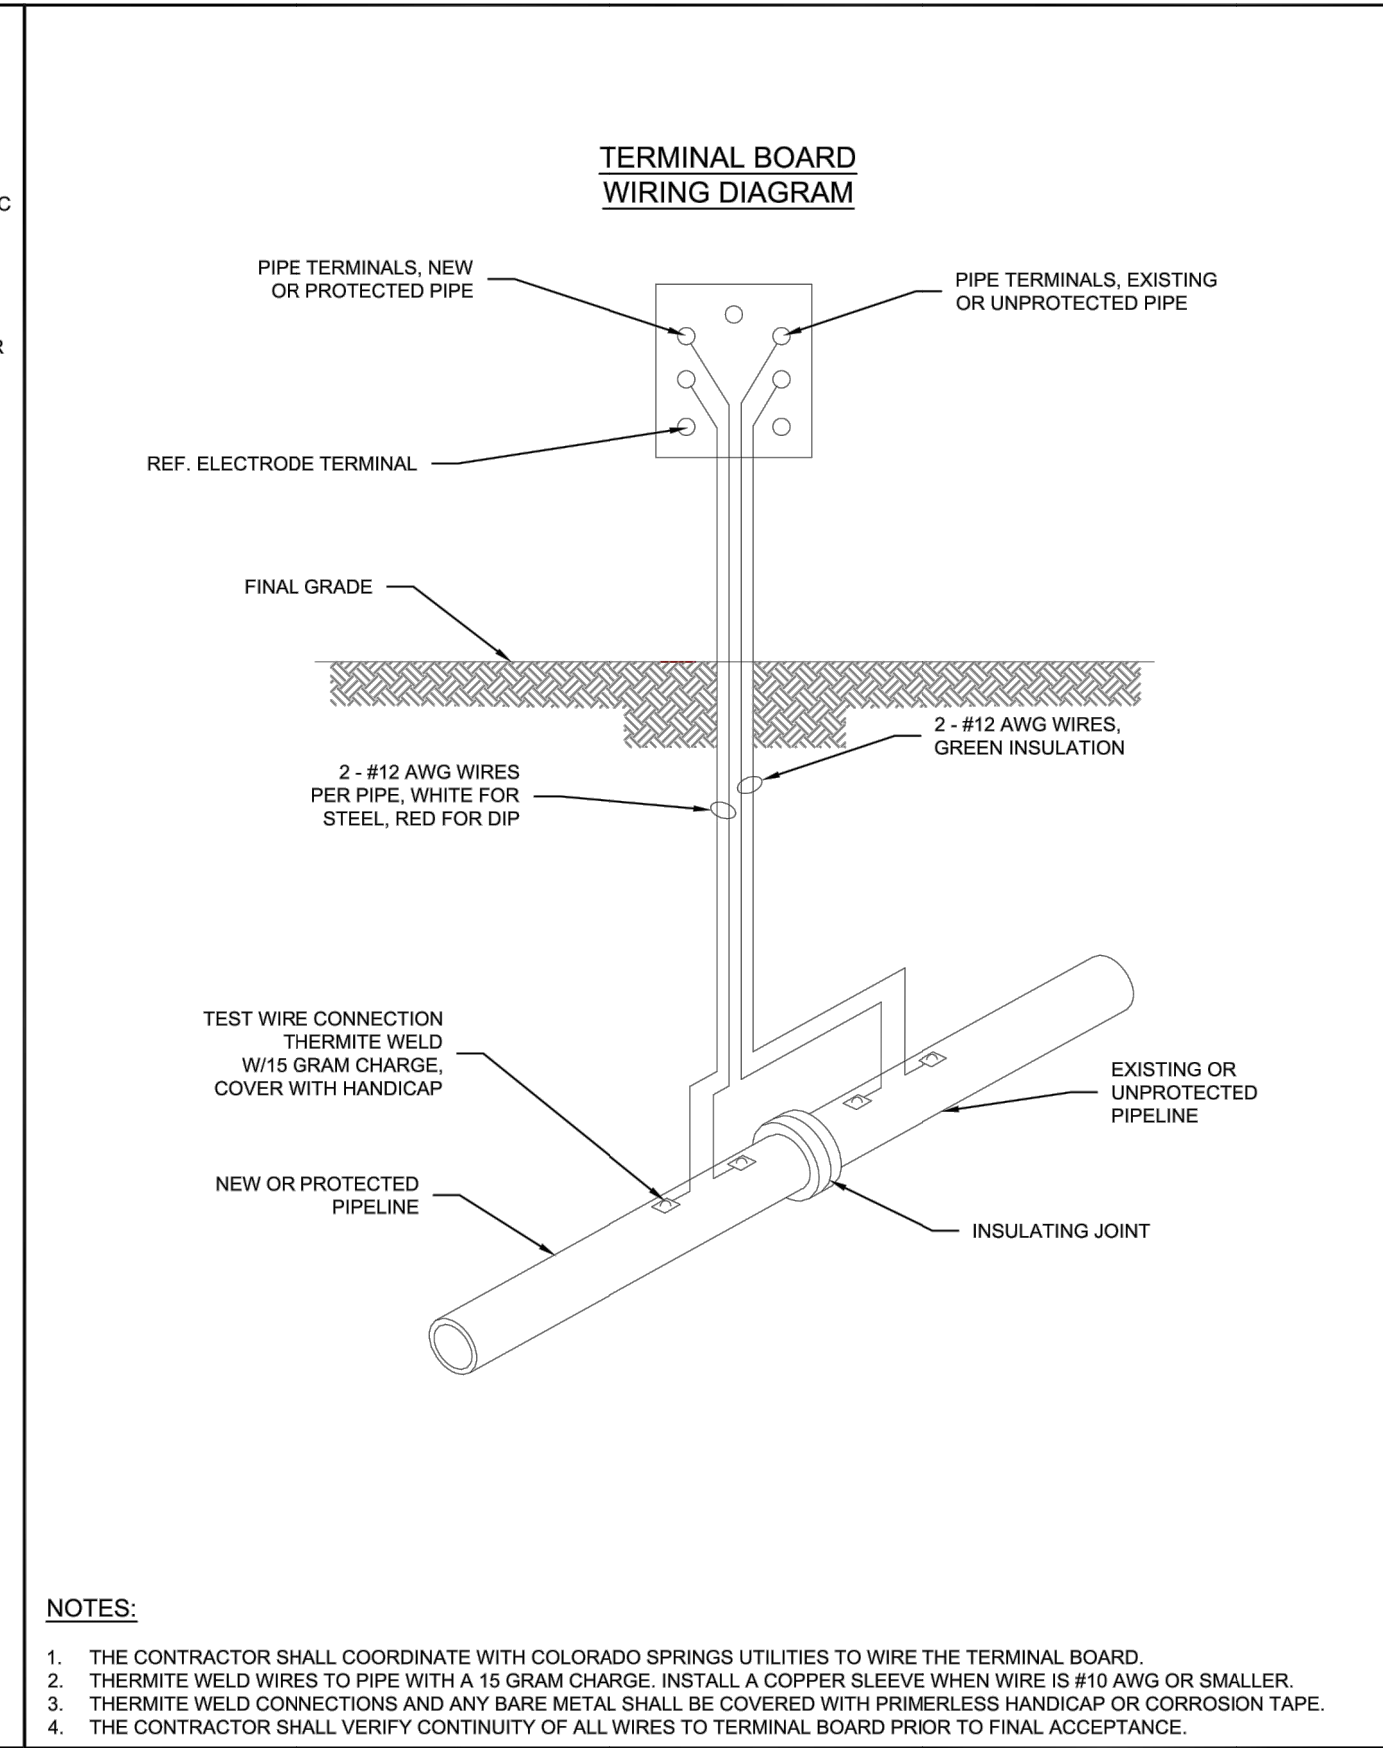 C
R
TERMINAL BOARD
WIRING DIAGRAM
PIPE TERMINALS, NEW
OR PROTECTED PIPE
PIPE TERMINALS, EXISTING
OR UNPROTECTED PIPE
REF. ELECTRODE TERMINAL
FINAL GRADE
2 - #12 AWG WIRES,
GREEN INSULATION
2 - #12 AWG WIRES
PER PIPE, WHITE FOR
STEEL, RED FOR DIP
TEST WIRE CONNECTION
THERMITE WELD
W/15 GRAM CHARGE,
COVER WITH HANDICAP
EXISTING OR
UNPROTECTED
PIPELINE
NEW OR PROTECTED
PIPELINE
INSULATING JOINT
NOTES:
1. THE CONTRACTOR SHALL COORDINATE WITH COLORADO SPRINGS UTILITIES TO WIRE THE TERMINAL BOARD.
2. THERMITE WELD WIRES TO PIPE WITH A 15 GRAM CHARGE. INSTALL A COPPER SLEEVE WHEN WIRE IS #10 AWG OR SMALLER.
3. THERMITE WELD CONNECTIONS AND ANY BARE METAL SHALL BE COVERED WITH PRIMERLESS HANDICAP OR CORROSION TAPE.
4. THE CONTRACTOR SHALL VERIFY CONTINUITY OF ALL WIRES TO TERMINAL BOARD PRIOR TO FINAL ACCEPTANCE.